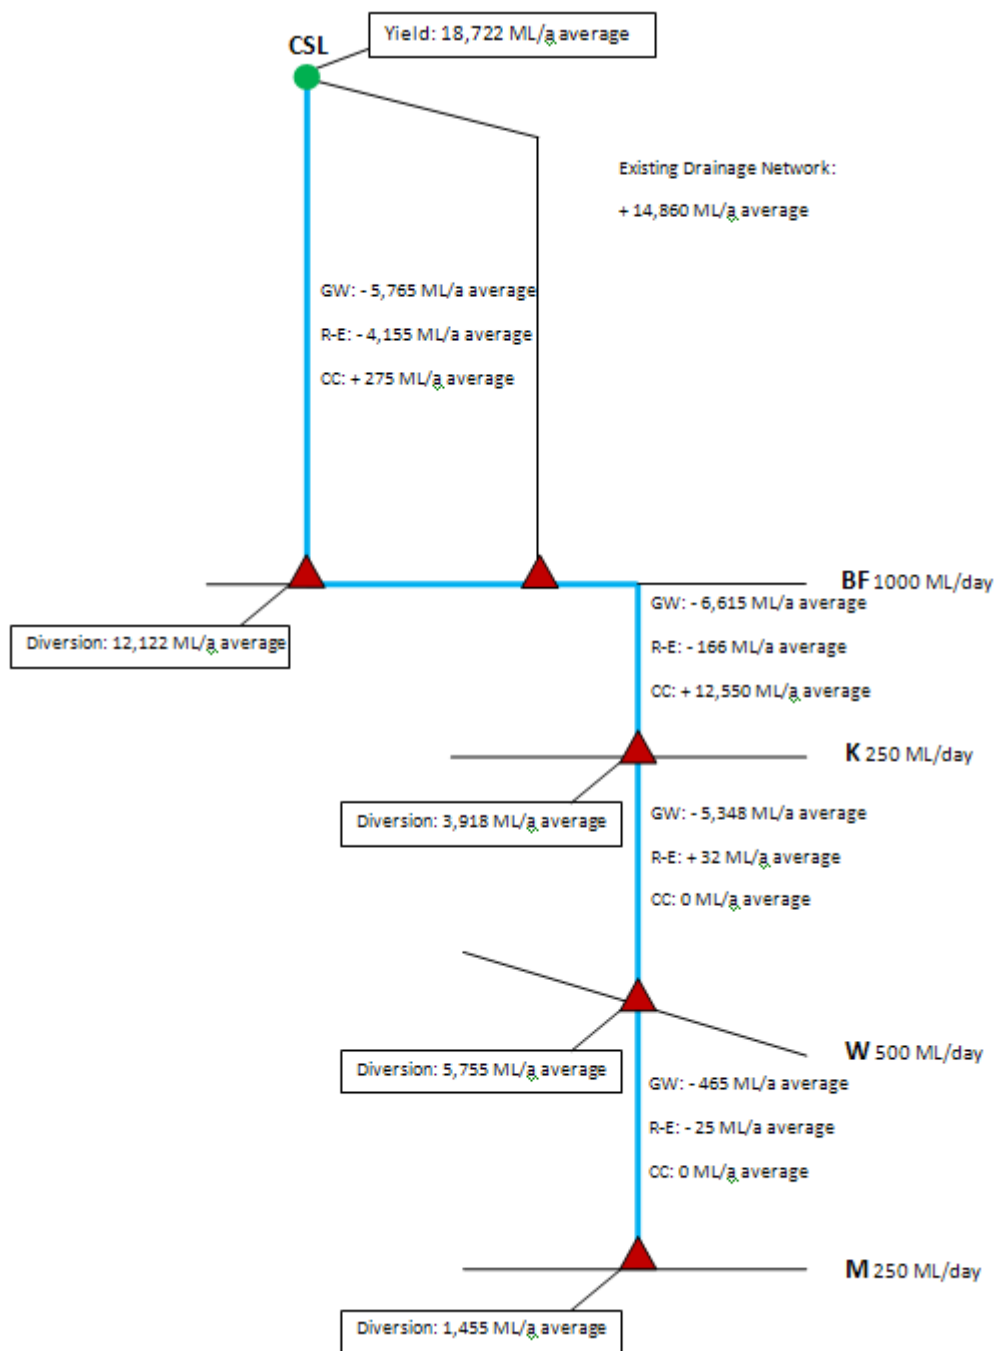 Yield: 18,722 ML/a average
CSL
Existing Drainage Network:
+ 14,860 ML/a average
GW: - 5,765 ML/a average
R-E: - 4,155 ML/a average
CC: + 275 ML/a average
BF 1000 ML/day
GW: - 6,615 ML/a average
Diversion: 12,122 ML/a average
R-E: - 166 ML/a average
CC: + 12,550 ML/a average
K 250 ML/day
GW: - 5,348 ML/a average
Diversion: 3,918 ML/a average
R-E: + 32 ML/a average
CC: 0 ML/a average
W 500 ML/day
Diversion: 5,755 ML/a average
GW: - 465 ML/a average
R-E: - 25 ML/a average
CC: 0 ML/a average
M 250 ML/day
Diversion: 1,455 ML/a average